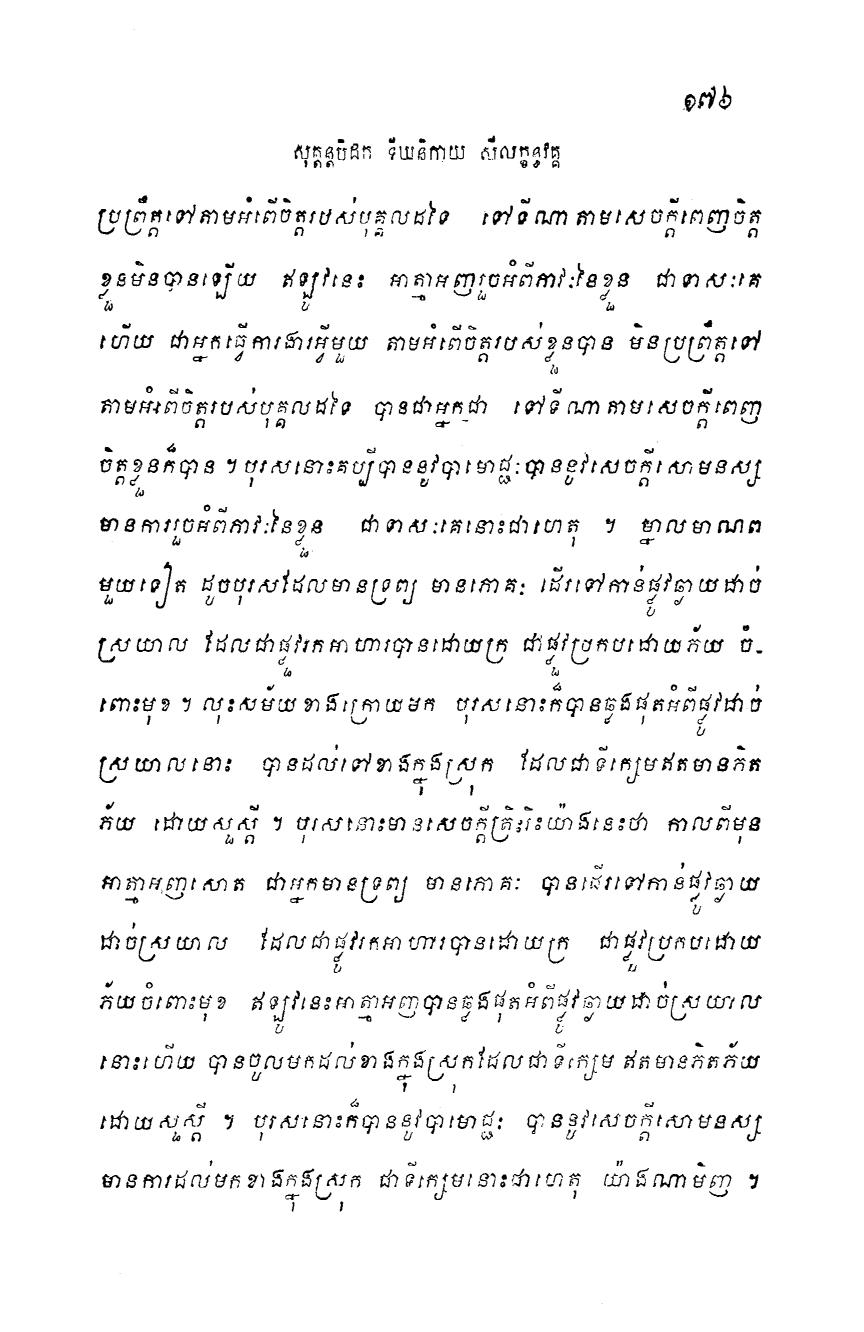 ១៧៦
សុត្តន្តបិដក ទីឃនិកាយ សីលក្ខន្ធវគ្គ
ប្រព្រឹត្តទៅតាមអំពើចិត្តរបស់បុគ្គលដទៃ ទៅទីណាតាមសេចក្តីពេញចិត្ត
ខ្លួនមិនបានឡើយ ឥឡូវនេះ អាត្មាអញរួចអំពីភាវៈនៃខ្លួន ជាទាសៈគេ
ហើយ ជាអ្នកធ្វើការងារអ្វីមួយ តាមអំពើចិត្តរបស់ខ្លួនបាន មិនប្រព្រឹត្តទៅ
តាមអំពើចិត្តរបស់បុគ្គលដទៃ បានជាអ្នកជា ទៅទីណាតាមសេចក្តីពេញ
ចិត្តខ្លួនក៏បាន ។ បុរសនោះគប្បីបាននូវបាមោជ្ជៈបាននូវសេចក្តីសោមនស្ស
មានការរួចអំពីភាវៈនៃខ្លួន ជាទាសៈគេនោះជាហេតុ ។ ម្នាលមាណព
មួយទៀត ដូចបុរសដែលមានទ្រព្យ មានភោគៈ ដើរទៅកាន់ផ្លូវឆ្ងាយដាច់
ស្រយាល ដែលជាផ្លូវរកអាហារបានដោយក្រ ជាផ្លូវប្រកបដោយភ័យ ចំ-
ពោះមុខ ។ លុះសម័យខាងក្រោយមក បុរសនោះក៏បានឆ្លងផុតអំពីផ្លូវដាច់
ស្រយាលនោះ បានដល់ទៅខាងក្នុងស្រុក ដែលជាទីក្សេមឥតមានភិត
ភ័យ ដោយសួស្តី ។ បុរសនោះមានសេចក្តីត្រិះរិះយ៉ាងនេះថា កាលពីមុន
អាត្មាអញសោត ជាអ្នកមានទ្រព្យ មានភោគៈ បានដើរទៅកាន់ផ្លូវឆ្ងាយ
ដាច់ស្រយាល ដែលជាផ្លូវរកអាហារបានដោយក្រ ជាផ្លូវប្រកបដោយ
ភ័យចំពោះមុខ ឥឡូវនេះអាត្មាអញបានឆ្លងផុតអំពីផ្លូវឆ្ងាយដាច់ស្រយាល
នោះហើយ បានចូលមកដល់ខាងក្នុងស្រុកដែលជាទីក្សេម ឥតមានភិតភ័យ
ដោយសួស្តី ។ បុរសនោះក៏បាននូវបាមោជ្ជៈ បាននូវសេចក្តីសោមនស្ស
មានការដល់មកខាងក្នុងស្រុក ជាទីក្សេមនោះជាហេតុ យ៉ាងណាមិញ ។